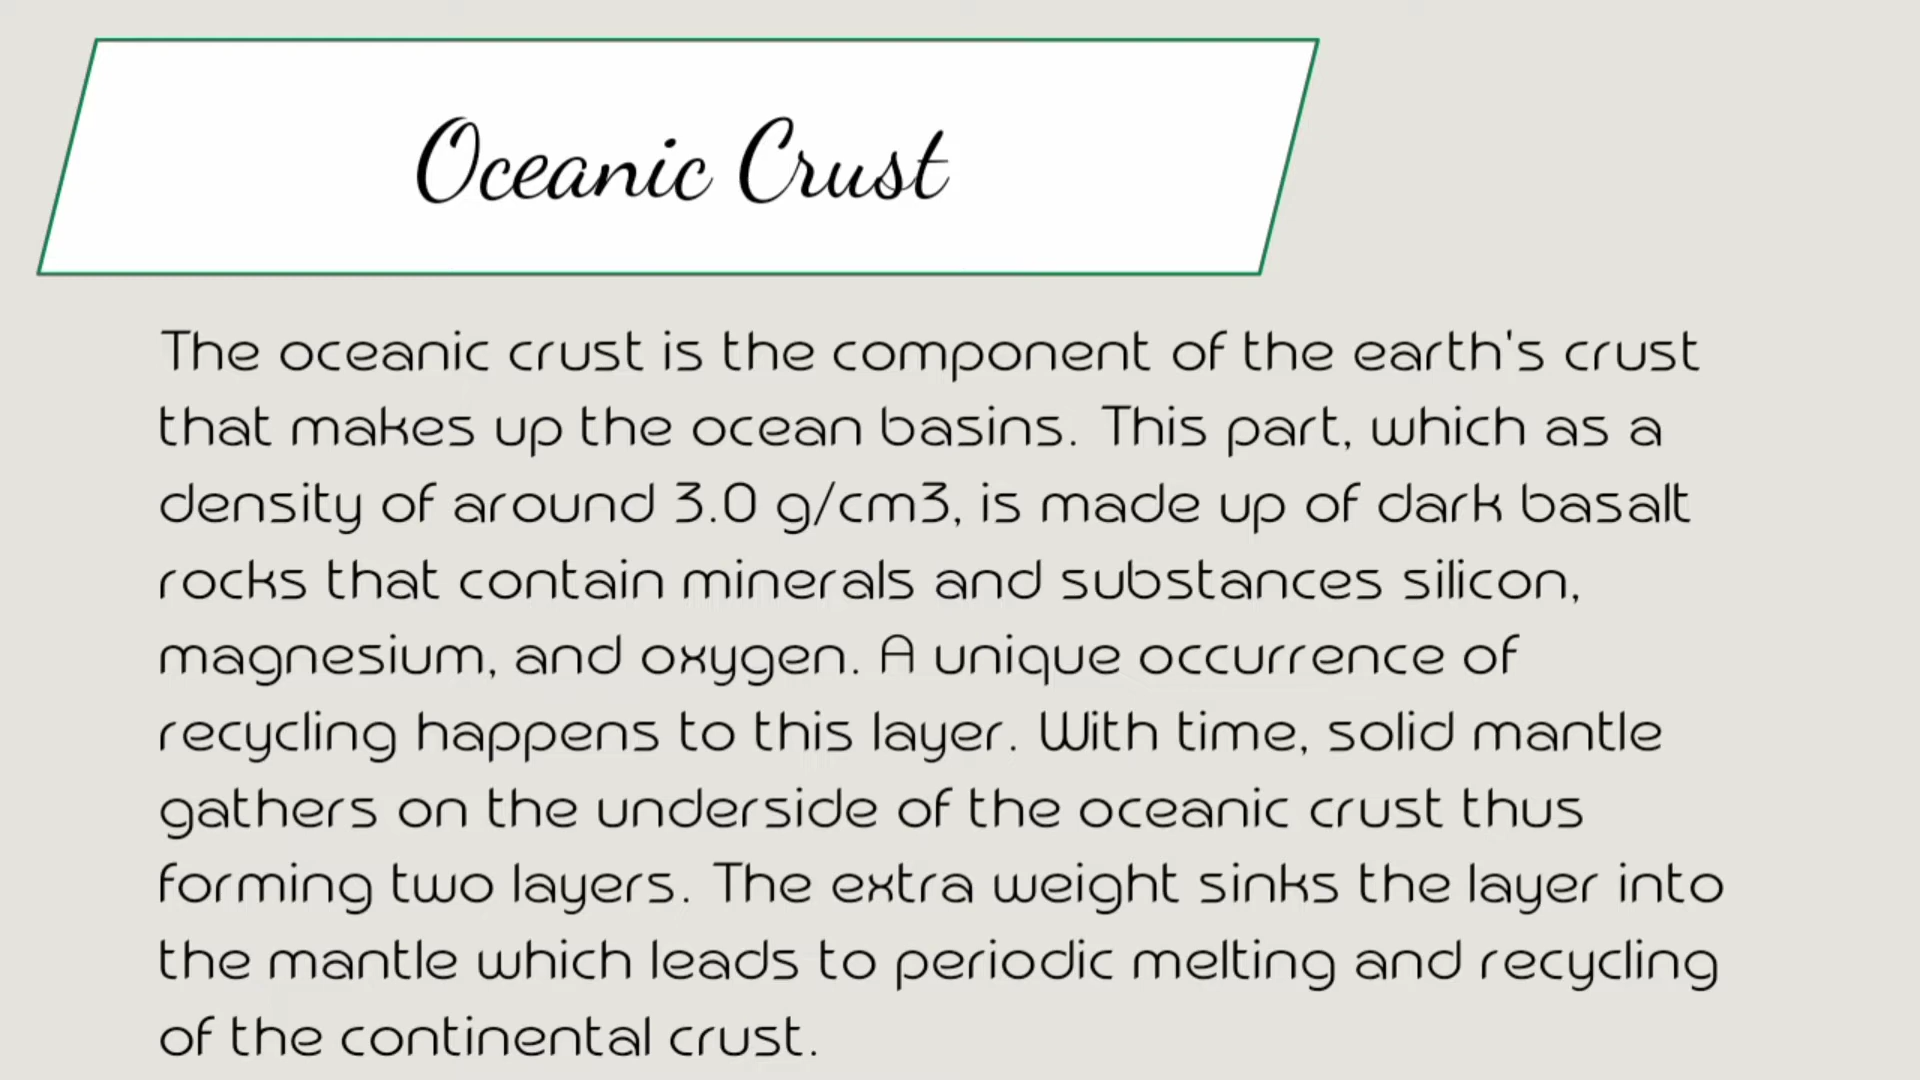 Oceanic Crust
The oceanic crust is the component of the earth's crust
that makes up the ocean basins. This part, which as a
density of around 3.0 g/cm3, is made up of dark basalt
rocks that contain minerals and substances silicon,
magnesium, and oxygen. A unique occurrence of
recycling happens to this layer. With time, solid mantle
gathers on the underside of the oceanic crust thus
forming two layers. The extra weight sinks the layer into
the mantle which leads to periodic melting and recycling
of the continental crust.